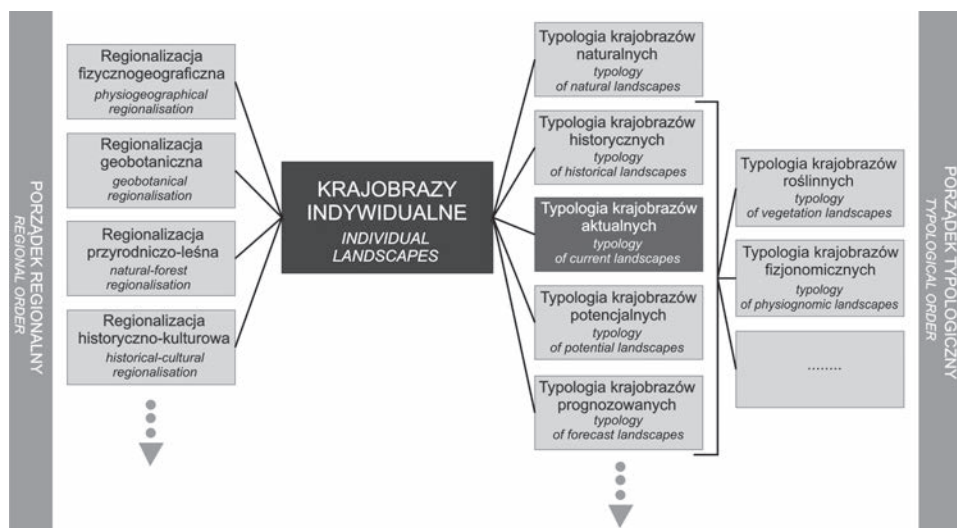 PORZĄDEK REGIONALNY
REGIONAL ORDER
Regionalizacja
fizycznogeograficzna
physiogeographical
regionalisation
Regionalizacja
geobotaniczna
geobotanical
regionalisation
Regionalizacja
przyrodniczo-leśna
natural-forest
regionalisation
Regionalizacja
historyczno-kulturowa
historical-cultural
regionalisation
KRAJOBRAZY
INDYWIDUALNE
INDIVIDUAL
LANDSCAPES
Typologia krajobrazów
naturalnych
typology
of natural landscapes
Typologia krajobrazów
historycznych
typology
of historical landscapes
Typologia krajobrazów
aktualnych
typology
of current landscapes
Typologia krajobrazów
potencjalnych
typology
of potential landscapes
Typologia krajobrazów
prognozowanych
typology
of forecast landscapes
Typologia krajobrazów
roślinnych
typology
of vegetation landscapes
Typologia krajobrazów
fizjonomicznych
typology
of physiognomic landscapes
........
PORZĄDEK TYPOLOGICZNY
TYPOLOGICAL ORDER